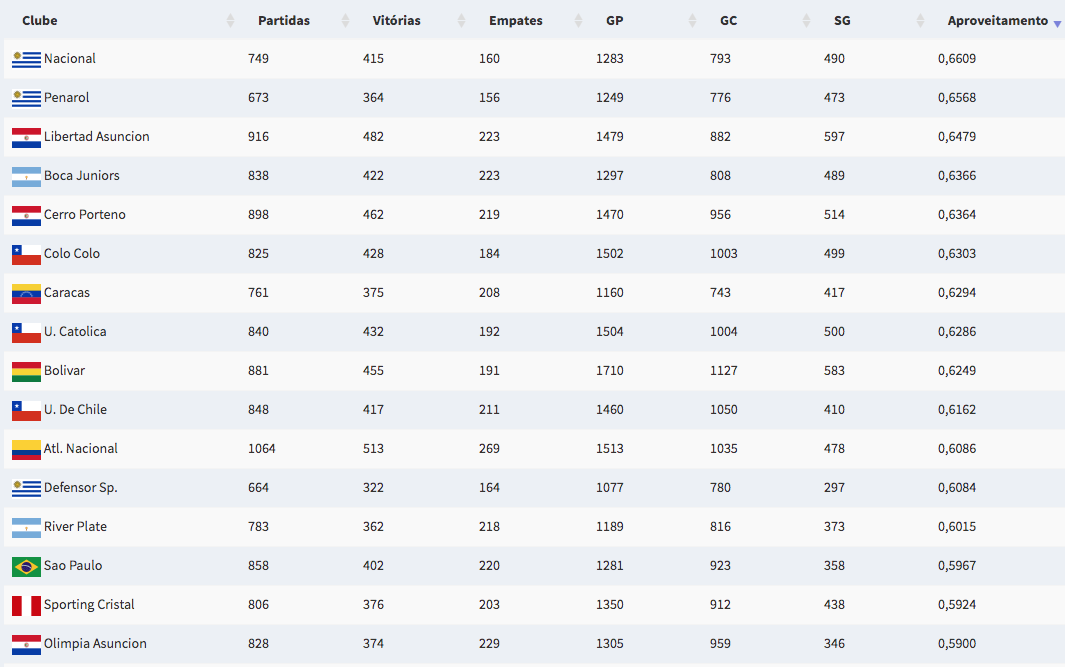 Clube Partidas Vitórias Empates GP GC SG Aproveitamento
Nacional 749 415 160 1283 793 490 0,6609
Penarol 673 364 156 1249 776 473 0,6568
Libertad Asuncion 916 482 223 1479 882 597 0,6479
Boca Juniors 838 422 223 1297 808 489 0,6366
Cerro Porteno 898 462 219 1470 956 514 0,6364
Colo Colo 825 428 184 1502 1003 499 0,6303
Caracas 761 375 208 1160 743 417 0,6294
U. Catolica 840 432 192 1504 1004 500 0,6286
Bolivar 881 455 191 1710 1127 583 0,6249
U. De Chile 848 417 211 1460 1050 410 0,6162
Atl. Nacional 1064 513 269 1513 1035 478 0,6086
Defensor Sp. 664 322 164 1077 780 297 0,6084
River Plate 783 362 218 1189 816 373 0,6015
Sao Paulo 858 402 220 1281 923 358 0,5967
Sporting Cristal 806 376 203 1350 912 438 0,5924
Olimpia Asuncion 828 374 229 1305 959 346 0,5900